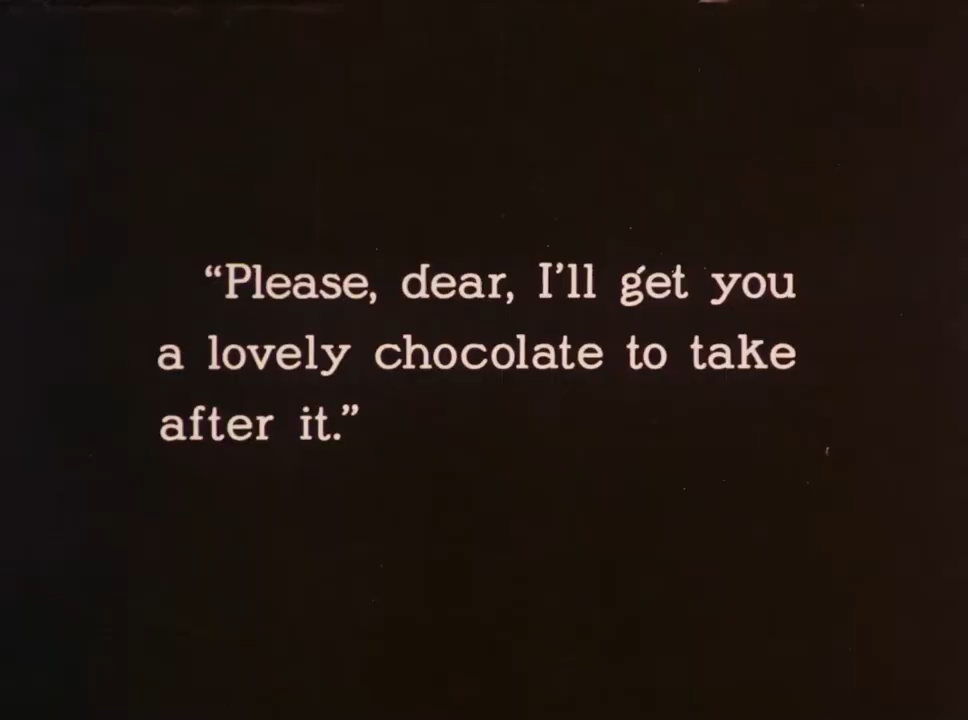 “Please, dear, I’ll get you
a lovely chocolate to take
after it.”